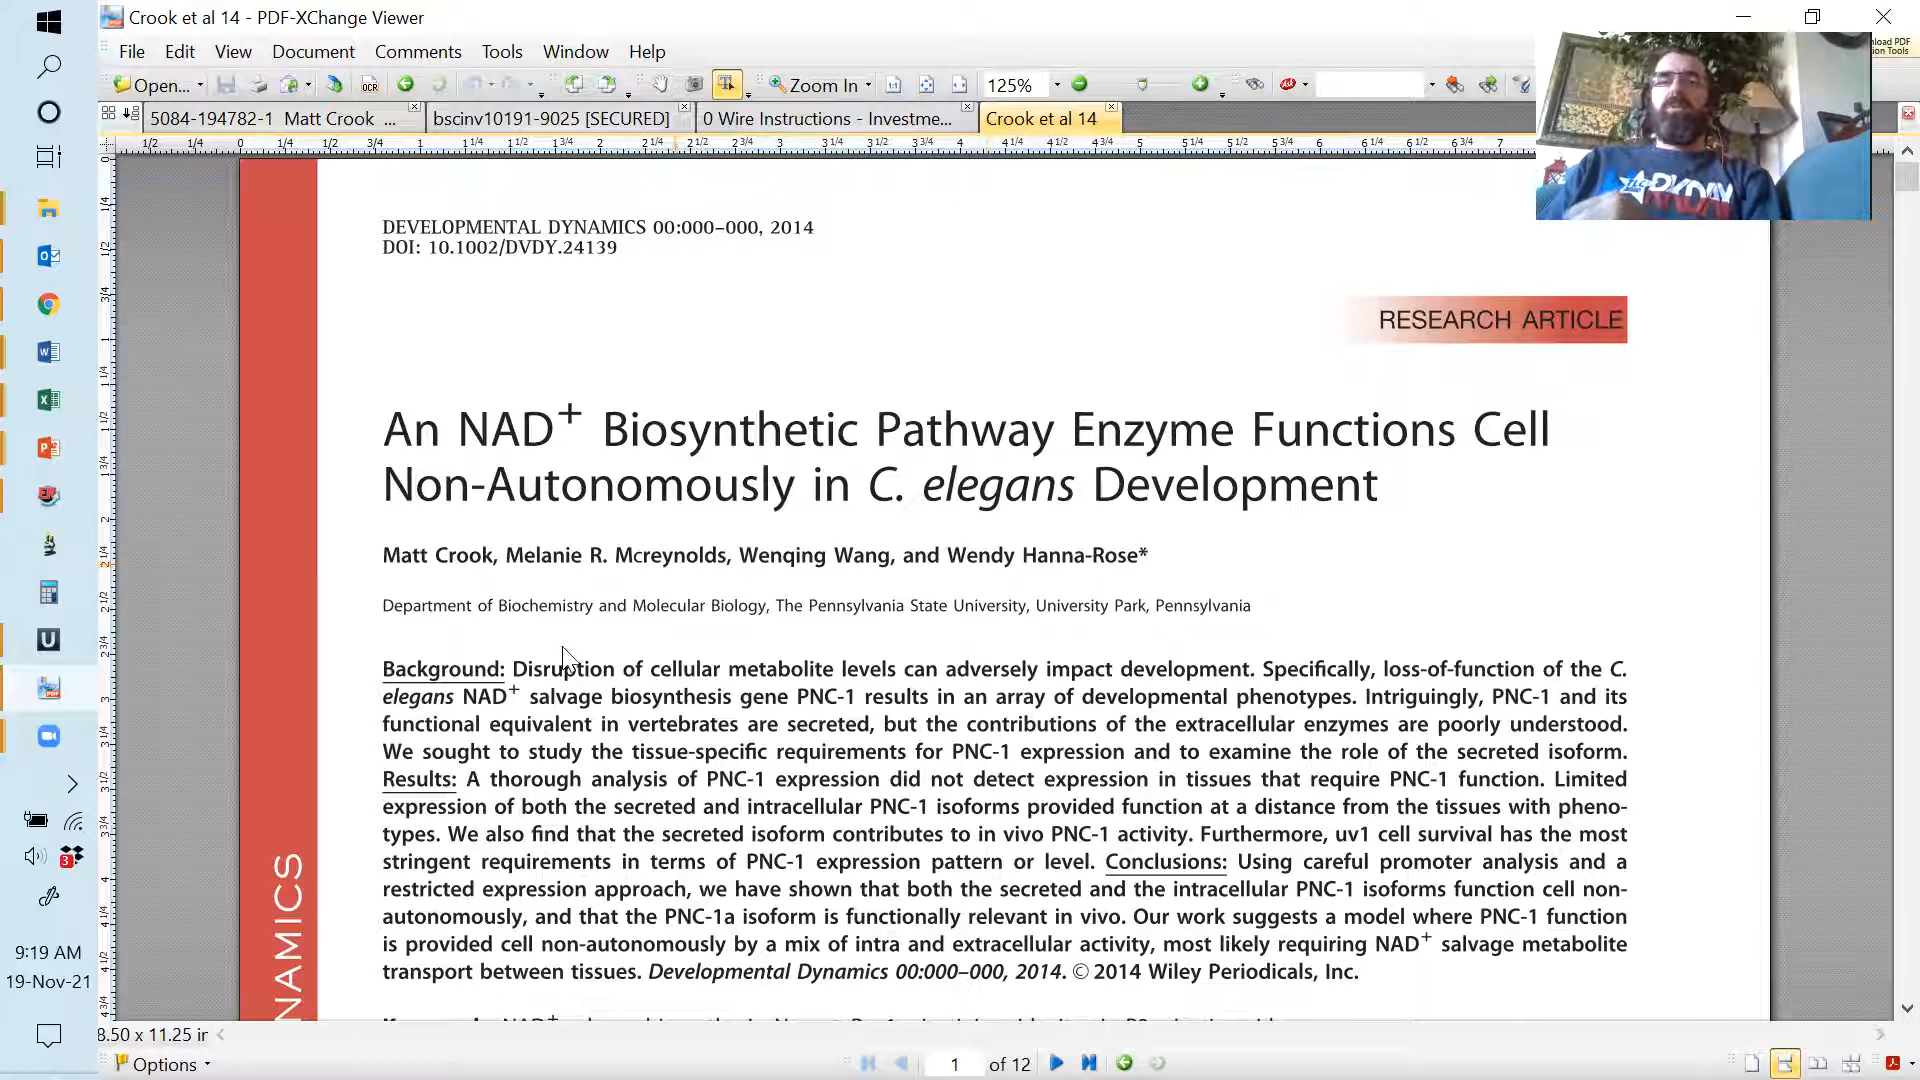 Crook et al 14 - PDF-XChange Viewer
File Edit View Document Comments Tools Window Help
Open... OCR Zoom In 125%
5084-194782-1 Matt Crook ... bscinv10191-9025 [SECURED] 0 Wire Instructions - Investme... Crook et al 14
DEVELOPMENTAL DYNAMICS 00:000–000, 2014
DOI: 10.1002/DVDY.24139
RESEARCH ARTICLE
An NAD+ Biosynthetic Pathway Enzyme Functions Cell
Non-Autonomously in C. elegans Development
Matt Crook, Melanie R. Mcreynolds, Wenqing Wang, and Wendy Hanna-Rose*
Department of Biochemistry and Molecular Biology, The Pennsylvania State University, University Park, Pennsylvania
Background: Disruption of cellular metabolite levels can adversely impact development. Specifically, loss-of-function of the C.
elegans NAD+ salvage biosynthesis gene PNC-1 results in an array of developmental phenotypes. Intriguingly, PNC-1 and its
functional equivalent in vertebrates are secreted, but the contributions of the extracellular enzymes are poorly understood.
We sought to study the tissue-specific requirements for PNC-1 expression and to examine the role of the secreted isoform.
Results: A thorough analysis of PNC-1 expression did not detect expression in tissues that require PNC-1 function. Limited
expression of both the secreted and intracellular PNC-1 isoforms provided function at a distance from the tissues with pheno-
types. We also find that the secreted isoform contributes to in vivo PNC-1 activity. Furthermore, uv1 cell survival has the most
stringent requirements in terms of PNC-1 expression pattern or level. Conclusions: Using careful promoter analysis and a
restricted expression approach, we have shown that both the secreted and the intracellular PNC-1 isoforms function cell non-
autonomously, and that the PNC-1a isoform is functionally relevant in vivo. Our work suggests a model where PNC-1 function
is provided cell non-autonomously by a mix of intra and extracellular activity, most likely requiring NAD+ salvage metabolite
transport between tissues. Developmental Dynamics 00:000–000, 2014. © 2014 Wiley Periodicals, Inc.
NAMICS
9:19 AM
19-Nov-21
8.50 x 11.25 in
Options
1 of 12